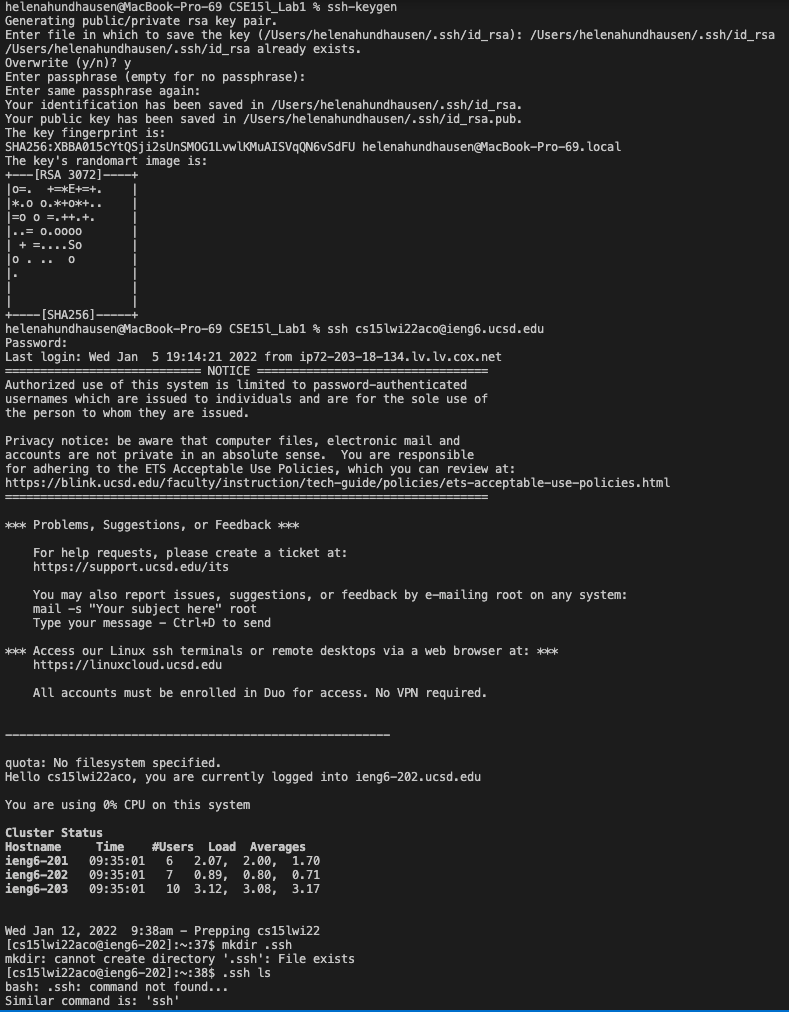 helenahundhausen@MacBook-Pro-69 CSE15l_Lab1 % ssh-keygen
Generating public/private rsa key pair.
Enter file in which to save the key (/Users/helenahundhausen/.ssh/id_rsa): /Users/helenahundhausen/.ssh/id_rsa
/Users/helenahundhausen/.ssh/id_rsa already exists.
Overwrite (y/n)? y
Enter passphrase (empty for no passphrase):
Enter same passphrase again:
Your identification has been saved in /Users/helenahundhausen/.ssh/id_rsa.
Your public key has been saved in /Users/helenahundhausen/.ssh/id_rsa.pub.
The key fingerprint is:
SHA256:XBBA015cYtQSji2sUnSMOG1LvwlKMuAISVqQN6vSdFU helenahundhausen@MacBook-Pro-69.local
The key's randomart image is:
+---[RSA 3072]----+
|o=.  +=*E+=+.    |
|*.o o.*+o*+..    |
|=o o =.++.+.     |
|..= o.oooo       |
| + =....So       |
|o . ..  o        |
|.                |
|                 |
|                 |
+----[SHA256]-----+
helenahundhausen@MacBook-Pro-69 CSE15l_Lab1 % ssh cs15lwi22aco@ieng6.ucsd.edu
Password:
Last login: Wed Jan  5 19:14:21 2022 from ip72-203-18-134.lv.lv.cox.net
============================ NOTICE =================================
Authorized use of this system is limited to password-authenticated
usernames which are issued to individuals and are for the sole use of
the person to whom they are issued.
Privacy notice: be aware that computer files, electronic mail and
accounts are not private in an absolute sense.  You are responsible
for adhering to the ETS Acceptable Use Policies, which you can review at:
https://blink.ucsd.edu/faculty/instruction/tech-guide/policies/ets-acceptable-use-policies.html
=====================================================================
*** Problems, Suggestions, or Feedback ***
    For help requests, please create a ticket at:
    https://support.ucsd.edu/its
    You may also report issues, suggestions, or feedback by e-mailing root on any system:
    mail -s "Your subject here" root
    Type your message - Ctrl+D to send
*** Access our Linux ssh terminals or remote desktops via a web browser at: ***
    https://linuxcloud.ucsd.edu
    All accounts must be enrolled in Duo for access. No VPN required.
-------------------------------------------------------
quota: No filesystem specified.
Hello cs15lwi22aco, you are currently logged into ieng6-202.ucsd.edu
You are using 0% CPU on this system
Cluster Status
Hostname     Time    #Users  Load  Averages
ieng6-201   09:35:01   6   2.07,  2.00,  1.70
ieng6-202   09:35:01   7   0.89,  0.80,  0.71
ieng6-203   09:35:01   10  3.12,  3.08,  3.17
Wed Jan 12, 2022  9:38am - Prepping cs15lwi22
[cs15lwi22aco@ieng6-202]:~:37$ mkdir .ssh
mkdir: cannot create directory '.ssh': File exists
[cs15lwi22aco@ieng6-202]:~:38$ .ssh ls
bash: .ssh: command not found...
Similar command is: 'ssh'